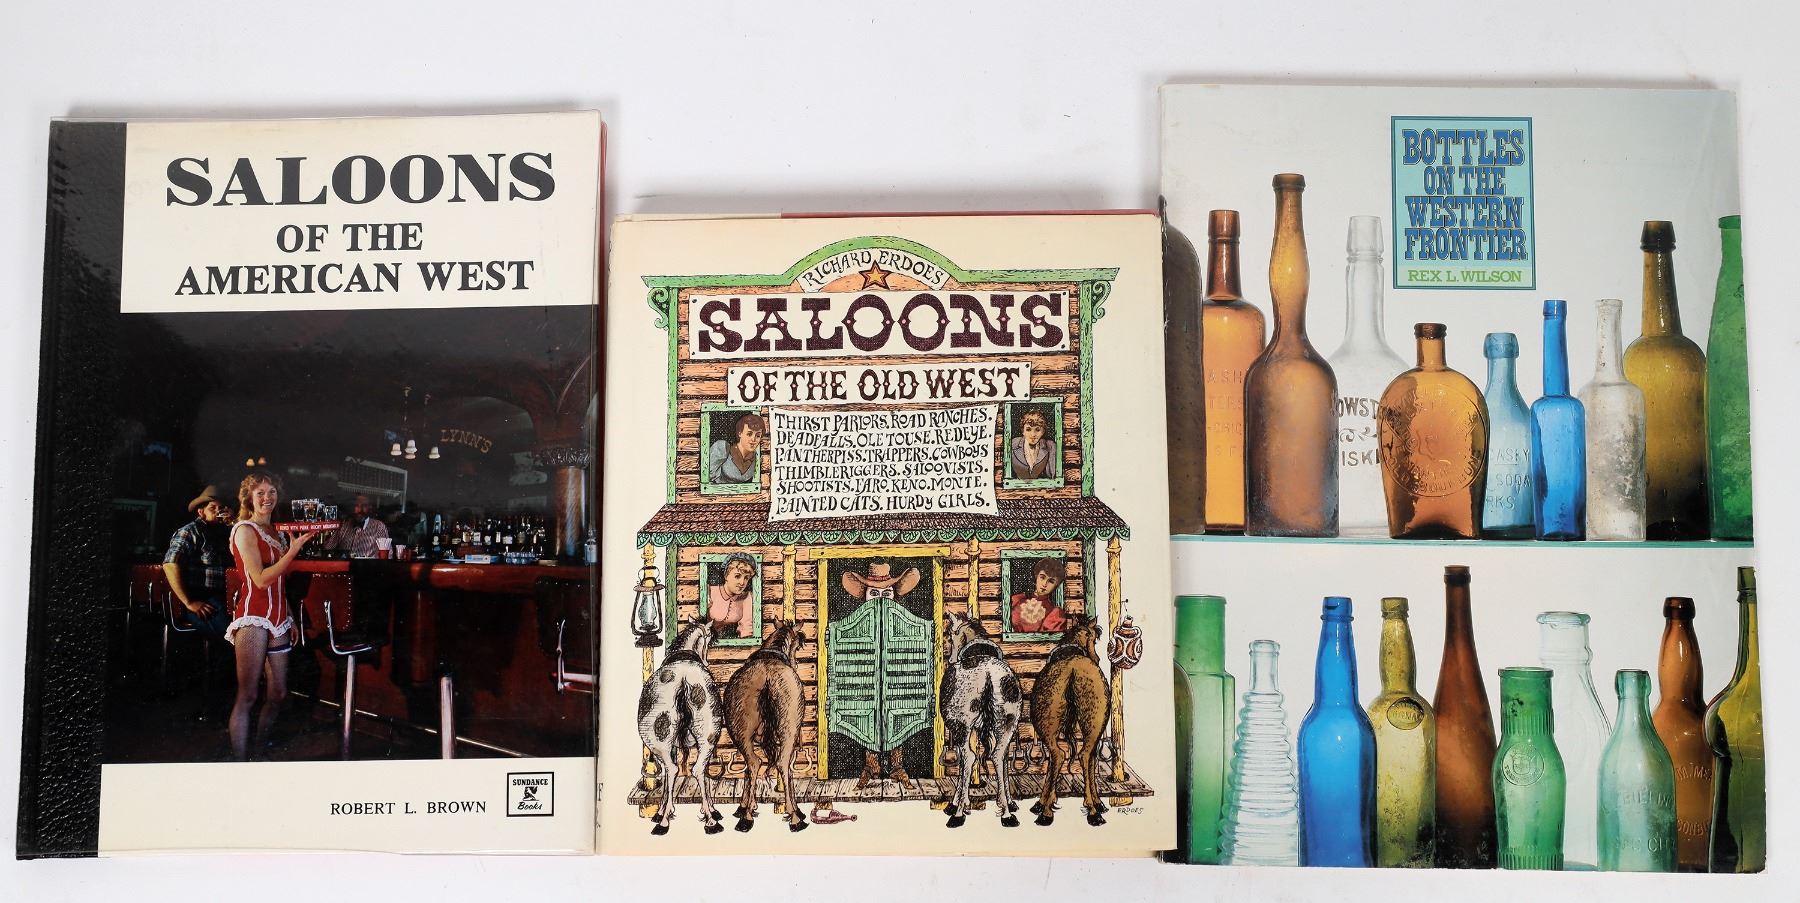 SALOONS
OF THE
AMERICAN WEST
LYNN'S
ROBERT L. BROWN
SUNDANCE
Books
RICHARD ERDOES
SALOONS
OF THE OLD WEST
THIRST PARLORS. ROAD RANCHES.
DEADFALLS. OLE TOUSE. REDEYE.
PANTHERPISS. TRAPPERS. COWBOYS
THIMBLERIGGERS. SALOONISTS.
SHOOTISTS. FARO. KENO. MONTE.
PAINTED CATS. HURDY GIRLS.
ERDOES
BOTTLES
ON THE
WESTERN
FRONTIER
REX L. WILSON